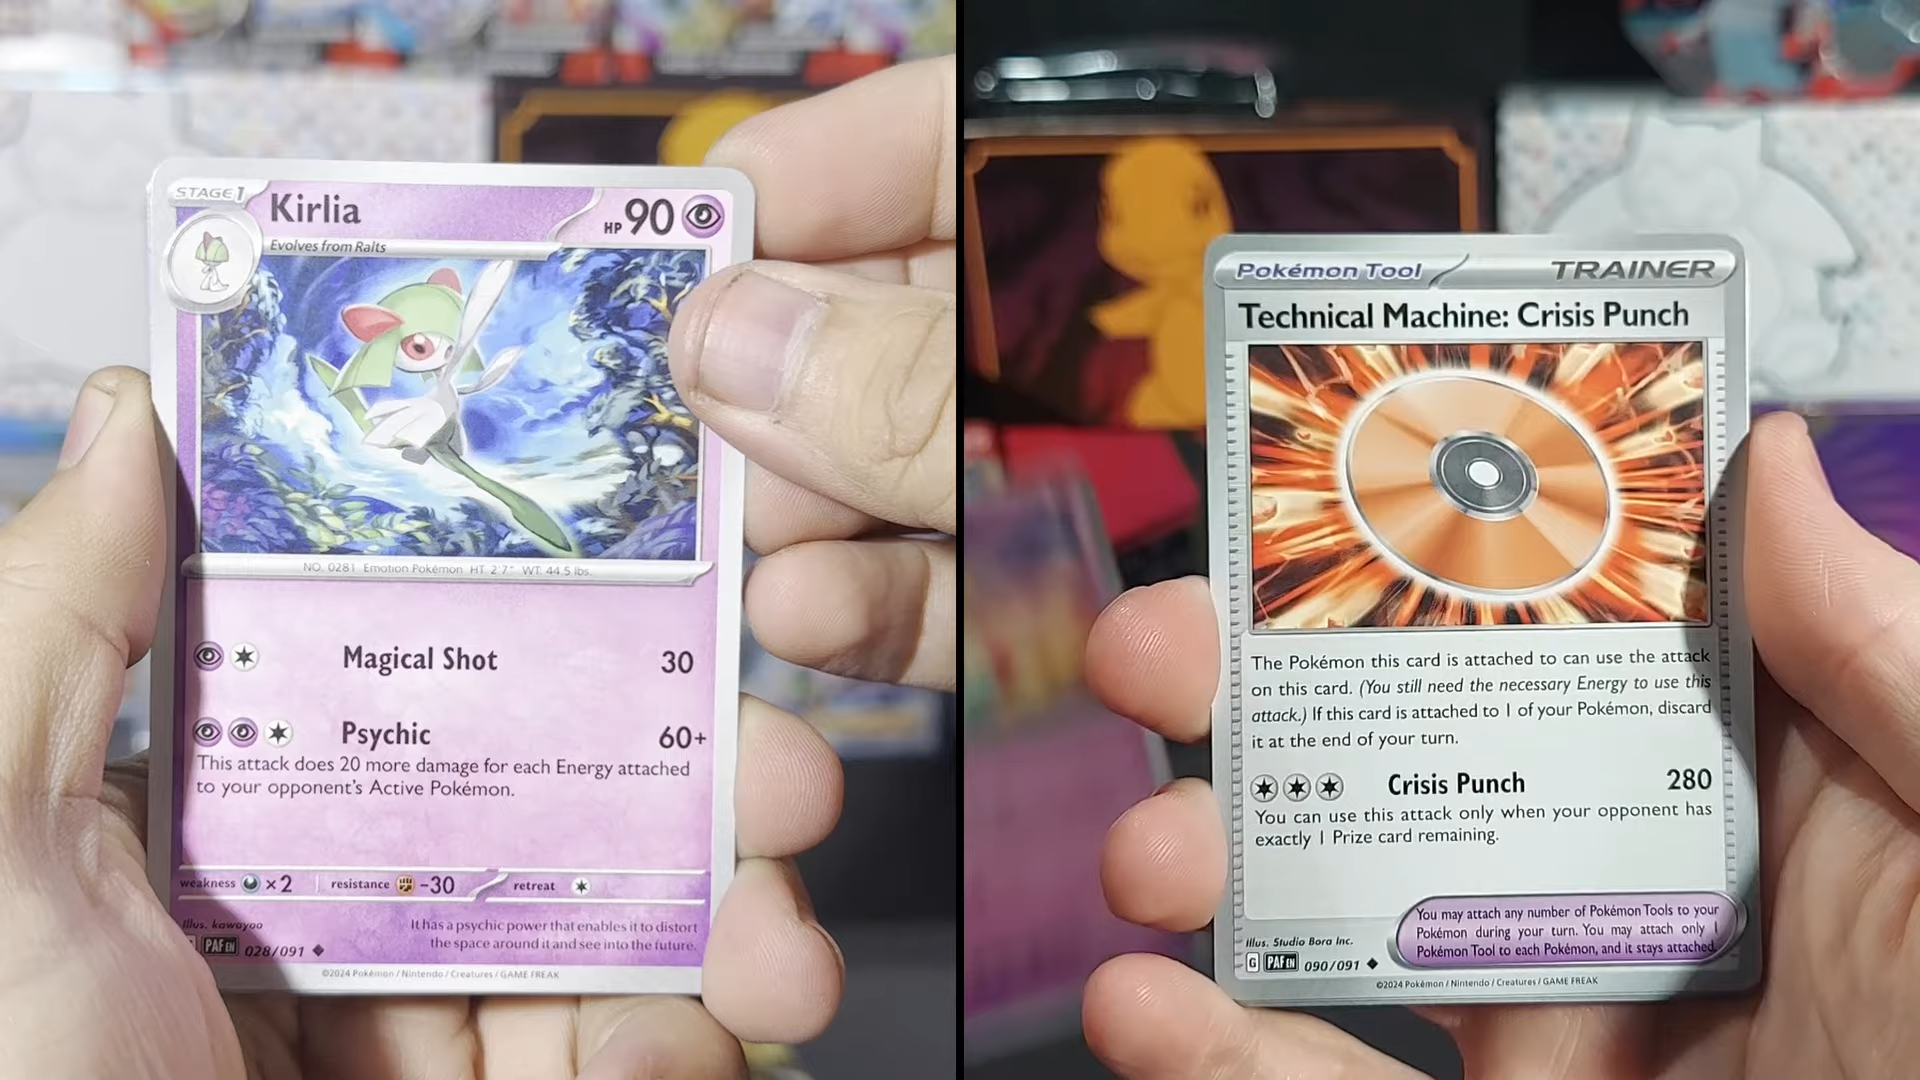 STAGE 1
Kirlia
HP 90
Evolves from Ralts
NO. 0281 Emotion Pokémon HT: 2'7" WT: 44.5 lbs.
Magical Shot 30
Psychic 60+
This attack does 20 more damage for each Energy attached
to your opponent's Active Pokémon.
weakness ×2 resistance -30 retreat
Illus. kawayoo
It has a psychic power that enables it to distort
the space around it and see into the future.
PAF EN 028/091
©2024 Pokémon / Nintendo / Creatures / GAME FREAK
Pokémon Tool TRAINER
Technical Machine: Crisis Punch
The Pokémon this card is attached to can use the attack
on this card. (You still need the necessary Energy to use this
attack.) If this card is attached to 1 of your Pokémon, discard
it at the end of your turn.
Crisis Punch 280
You can use this attack only when your opponent has
exactly 1 Prize card remaining.
You may attach any number of Pokémon Tools to your
Pokémon during your turn. You may attach only 1
Pokémon Tool to each Pokémon, and it stays attached.
Illus. Studio Bora Inc.
G PAF EN 090/091
©2024 Pokémon / Nintendo / Creatures / GAME FREAK